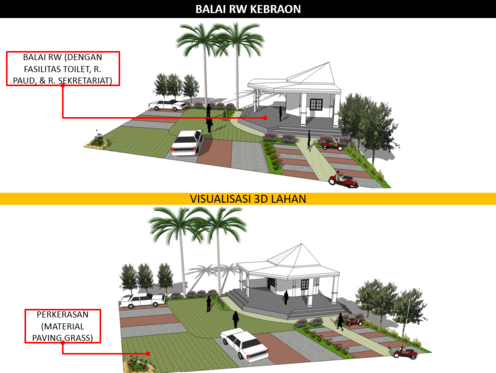 BALAI RW KEBRAON
BALAI RW (DENGAN
FASILITAS TOILET, R.
PAUD, & R. SEKRETARIAT)
VISUALISASI 3D LAHAN
PERKERASAN
(MATERIAL
PAVING,GRASS)